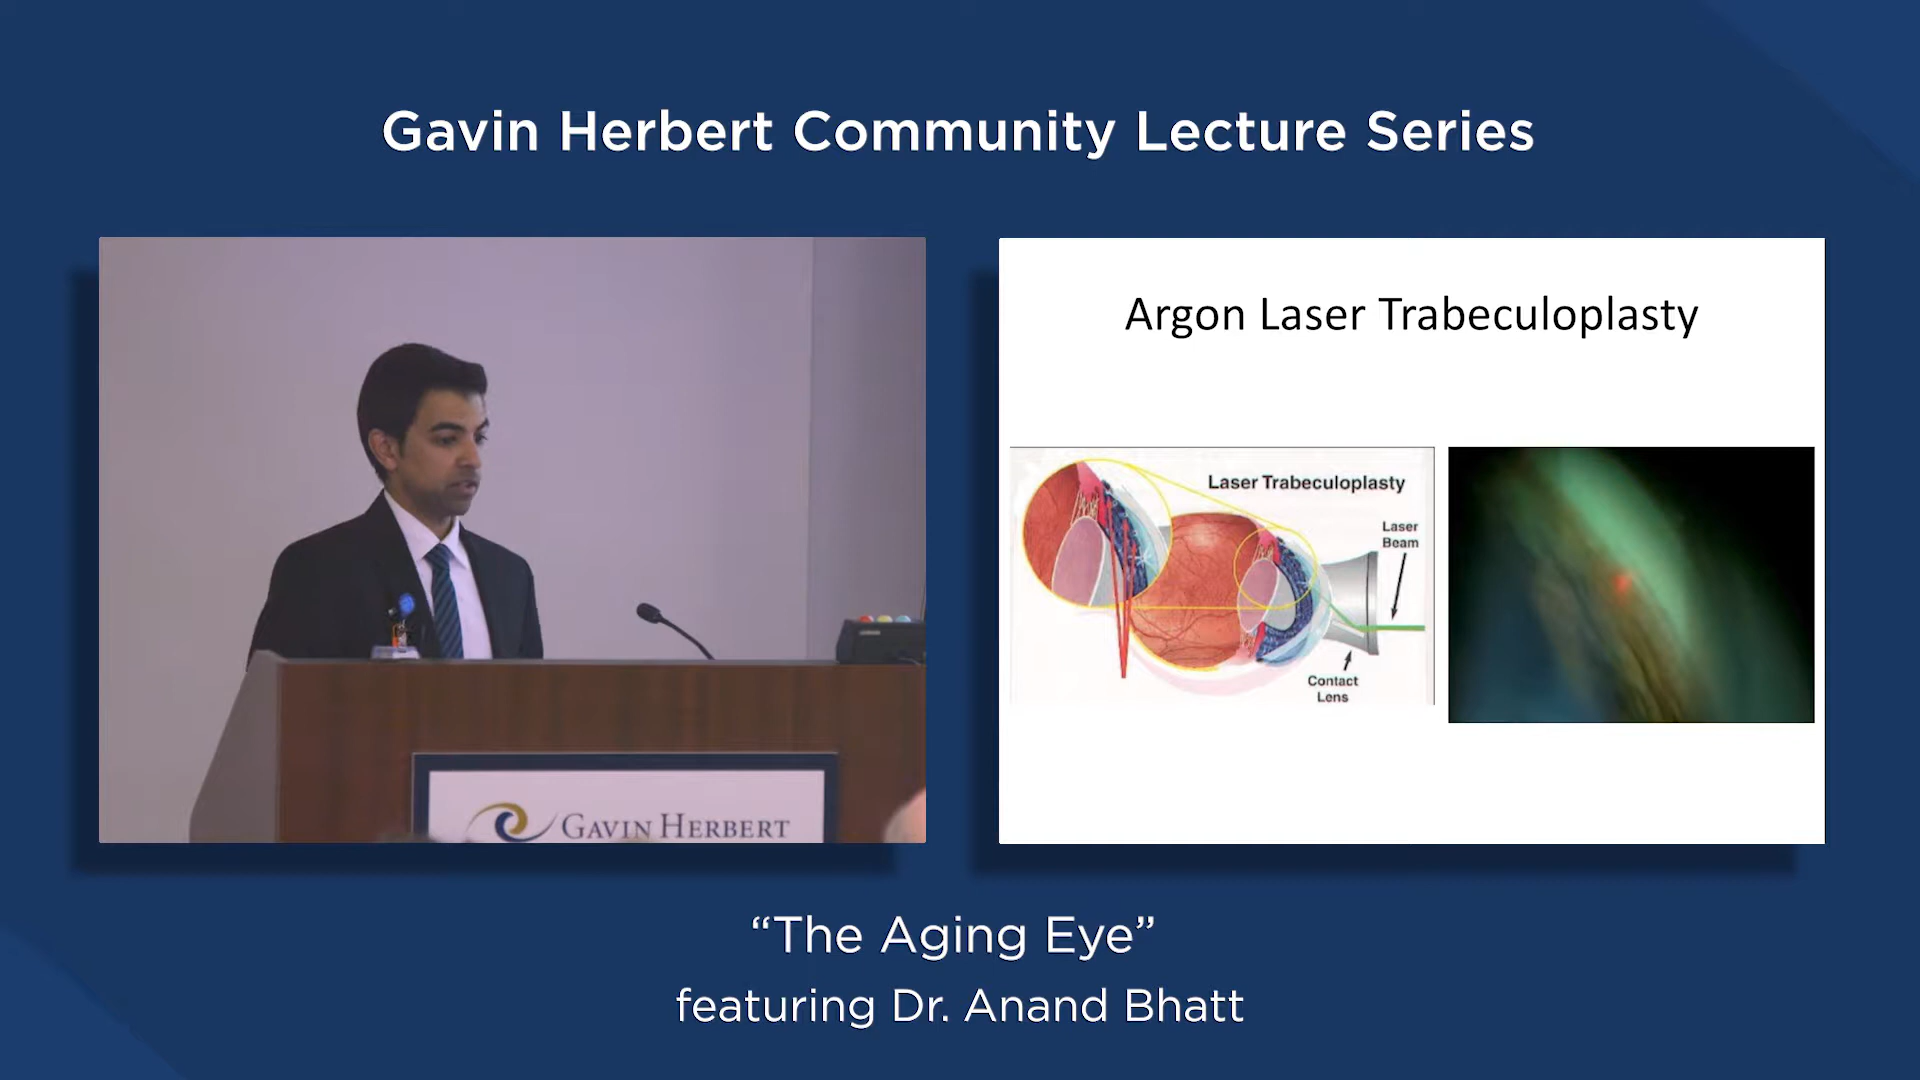 Gavin Herbert Community Lecture Series
GAVIN HERBERT
Argon Laser Trabeculoplasty
Laser Trabeculoplasty
Laser
Beam
Contact
Lens
“The Aging Eye”
featuring Dr. Anand Bhatt